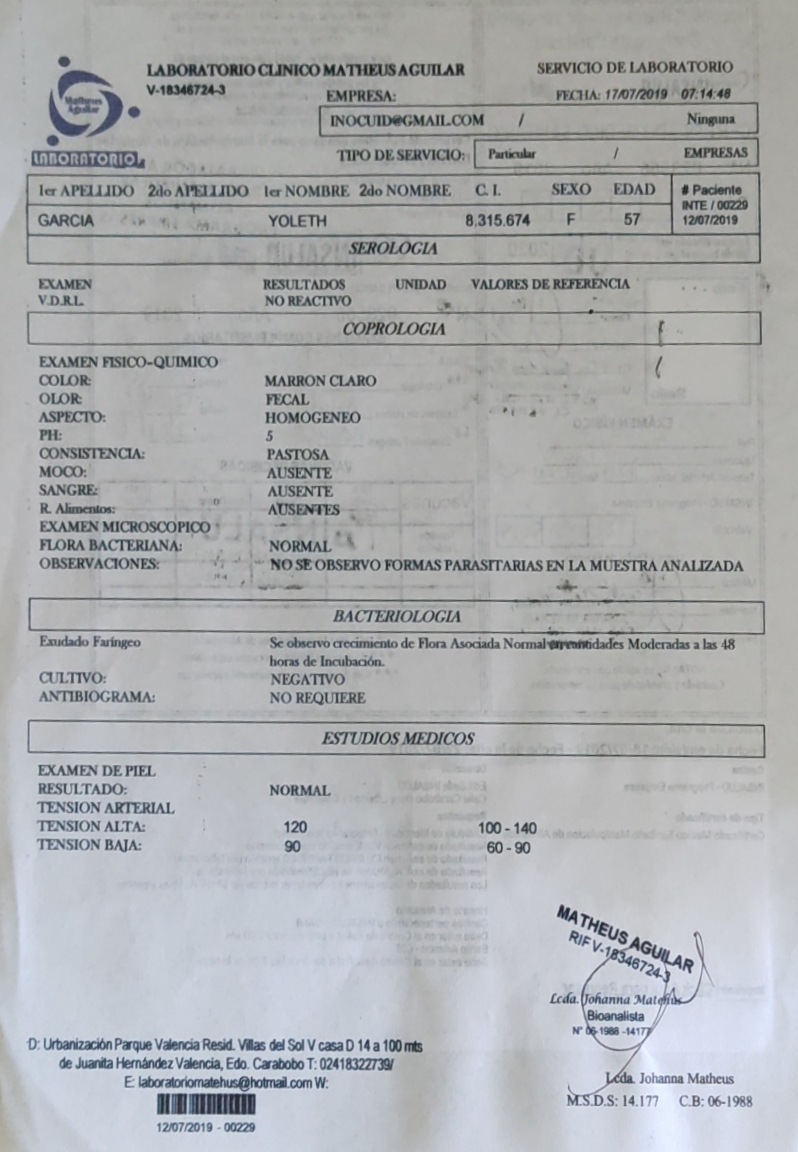 Matheus Aguilar
LABORATORIO
LABORATORIO CLINICO MATHEUS AGUILAR
V-18346724-3
SERVICIO DE LABORATORIO
EMPRESA:
FECHA: 17/07/2019 07:14:48
INOCUID@GMAIL.COM / Ninguna
TIPO DE SERVICIO: Particular / EMPRESAS
1er APELLIDO 2do APELLIDO 1er NOMBRE 2do NOMBRE C. I. SEXO EDAD # Paciente
INTE / 00229
GARCIA YOLETH 8.315.674 F 57 12/07/2019
SEROLOGIA
EXAMEN RESULTADOS UNIDAD VALORES DE REFERENCIA
V.D.R.L. NO REACTIVO
COPROLOGIA
EXAMEN FISICO-QUIMICO
COLOR: MARRON CLARO
OLOR: FECAL
ASPECTO: HOMOGENEO
PH: 5
CONSISTENCIA: PASTOSA
MOCO: AUSENTE
SANGRE: AUSENTE
R. Alimentos: AUSENTES
EXAMEN MICROSCOPICO
FLORA BACTERIANA: NORMAL
OBSERVACIONES: NO SE OBSERVO FORMAS PARASITARIAS EN LA MUESTRA ANALIZADA
BACTERIOLOGIA
Exudado Faríngeo Se observo crecimiento de Flora Asociada Normal en cantidades Moderadas a las 48
horas de Incubación.
CULTIVO: NEGATIVO
ANTIBIOGRAMA: NO REQUIERE
ESTUDIOS MEDICOS
EXAMEN DE PIEL
RESULTADO: NORMAL
TENSION ARTERIAL
TENSION ALTA: 120 100 - 140
TENSION BAJA: 90 60 - 90
MATHEUS AGUILAR
RIF V-18346724-3
Lcda. Johanna Matheus
Bioanalista
N° 06-1988 -14177
D: Urbanización Parque Valencia Resid. Villas del Sol V casa D 14 a 100 mts
de Juanita Hernández Valencia, Edo. Carabobo T: 02418322739/
E: laboratoriomatehus@hotmail.com W:
12/07/2019 - 00229
Lcda. Johanna Matheus
M.S.D.S: 14.177 C.B: 06-1988